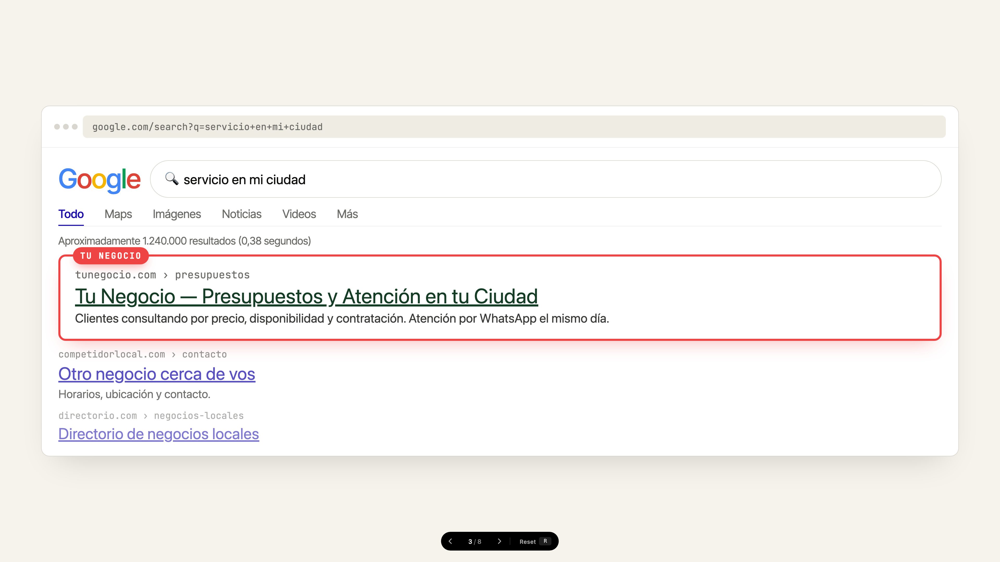 google.com/search?q=servicio+en+mi+ciudad
Google
🔍 servicio en mi ciudad
Todo Maps Imágenes Noticias Videos Más
Aproximadamente 1.240.000 resultados (0,38 segundos)
TU NEGOCIO
tunegocio.com › presupuestos
Tu Negocio — Presupuestos y Atención en tu Ciudad
Clientes consultando por precio, disponibilidad y contratación. Atención por WhatsApp el mismo día.
competidorlocal.com › contacto
Otro negocio cerca de vos
Horarios, ubicación y contacto.
directorio.com › negocios-locales
Directorio de negocios locales
3 / 8 Reset R